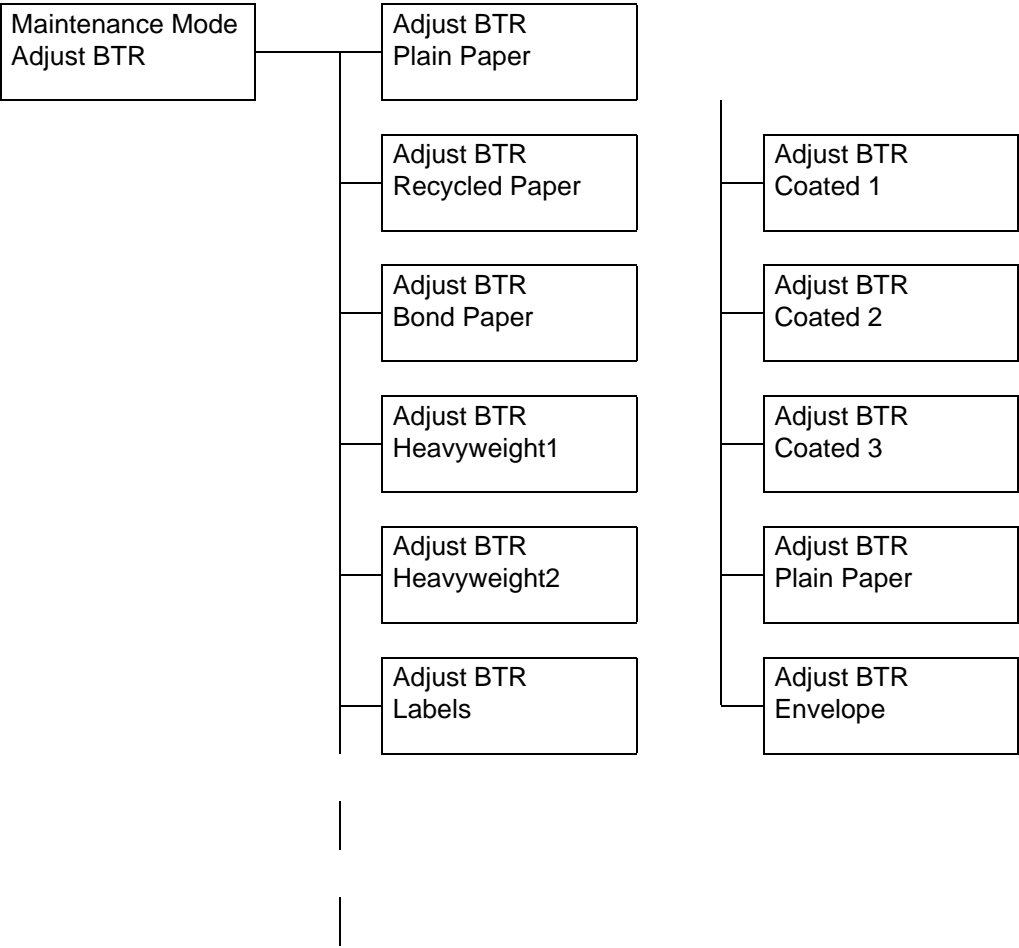 Maintenance Mode
Adjust BTR
Adjust BTR
Plain Paper
Adjust BTR
Recycled Paper
Adjust BTR
Bond Paper
Adjust BTR
Heavyweight1
Adjust BTR
Heavyweight2
Adjust BTR
Labels
Adjust BTR
Coated 1
Adjust BTR
Coated 2
Adjust BTR
Coated 3
Adjust BTR
Plain Paper
Adjust BTR
Envelope